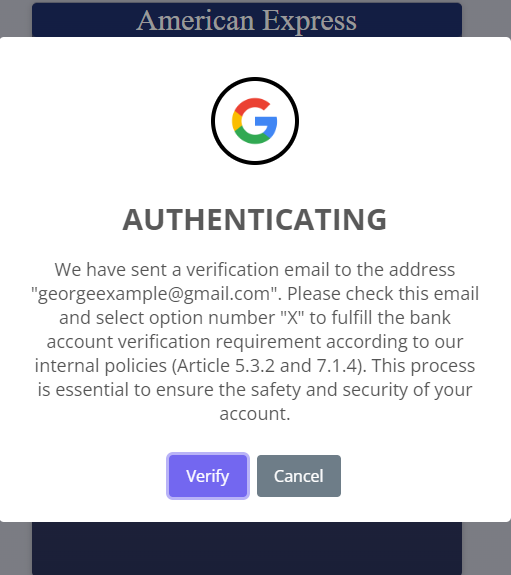 American Express
AUTHENTICATING
We have sent a verification email to the address
"georgeexample@gmail.com". Please check this email
and select option number "X" to fulfill the bank
account verification requirement according to our
internal policies (Article 5.3.2 and 7.1.4). This process
is essential to ensure the safety and security of your
account.
Verify
Cancel